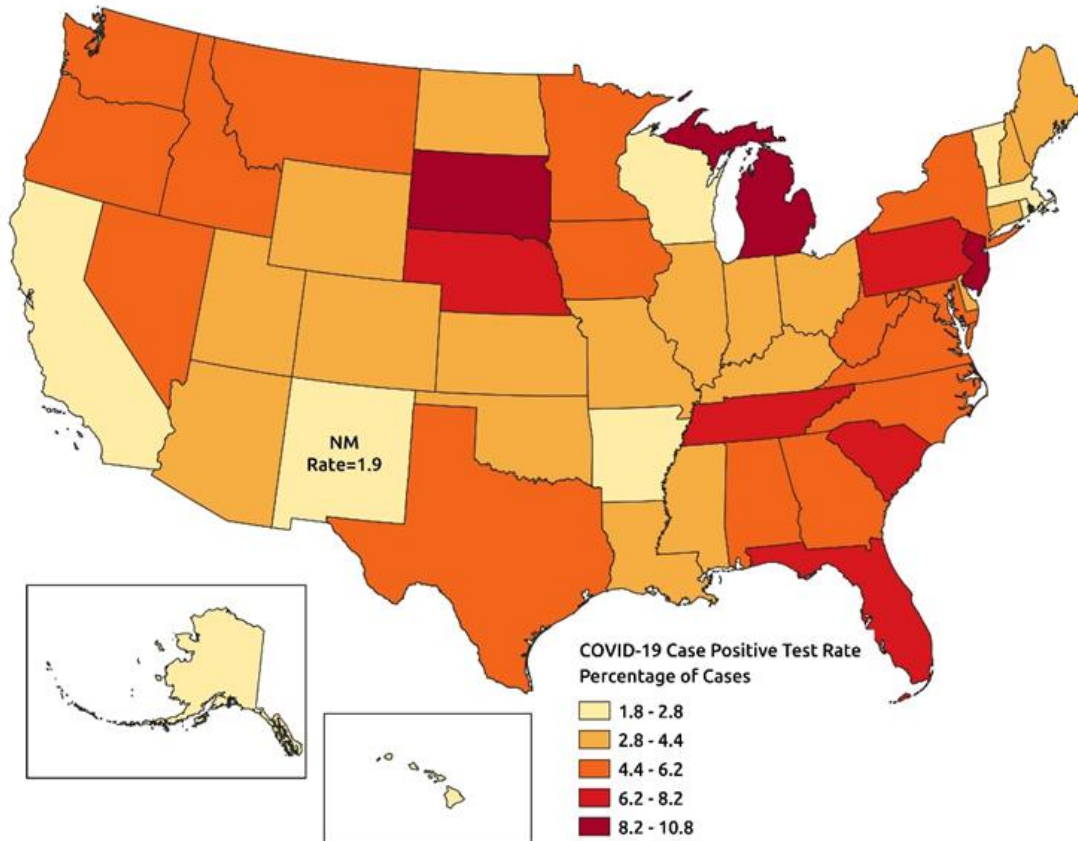 NM
Rate=1.9
COVID-19 Case Positive Test Rate
Percentage of Cases
1.8 - 2.8
2.8 - 4.4
4.4 - 6.2
6.2 - 8.2
8.2 - 10.8